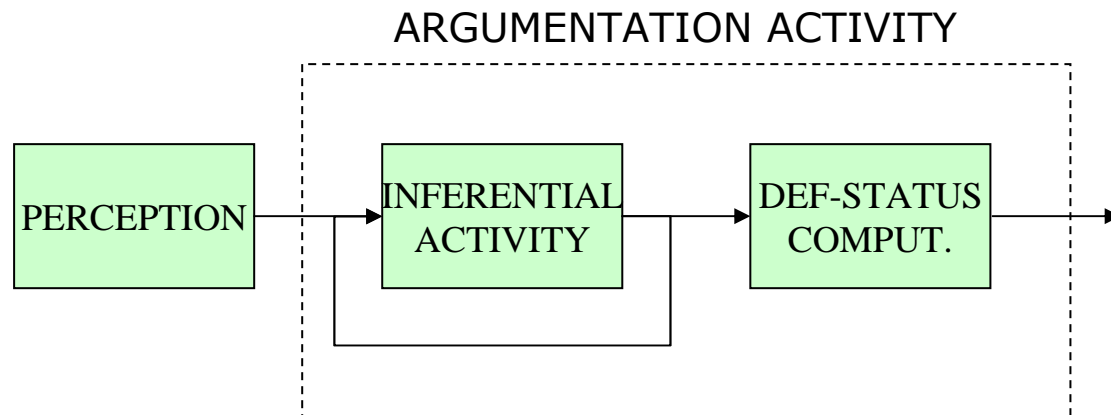 ARGUMENTATION ACTIVITY
PERCEPTION
INFERENTIAL
ACTIVITY
DEF-STATUS
COMPUT.